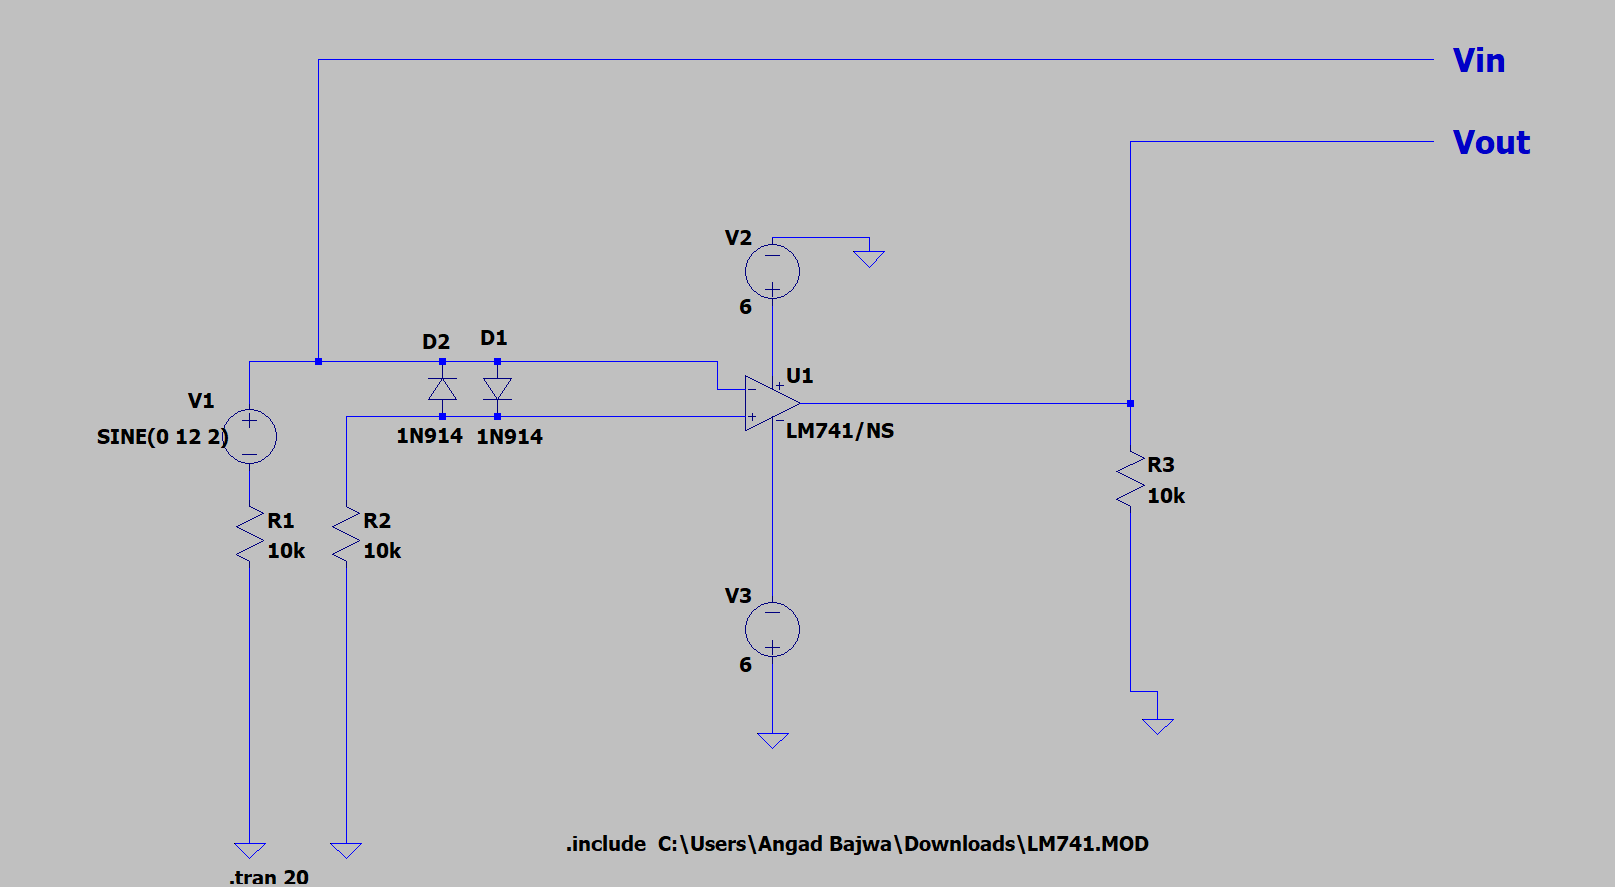 Vin
Vout
V2
6
D2
D1
V1
SINE(0 12 2)
1N914
1N914
U1
LM741/NS
R1
10k
R2
10k
R3
10k
V3
6
.include C:\Users\Angad Bajwa\Downloads\LM741.MOD
.tran 20